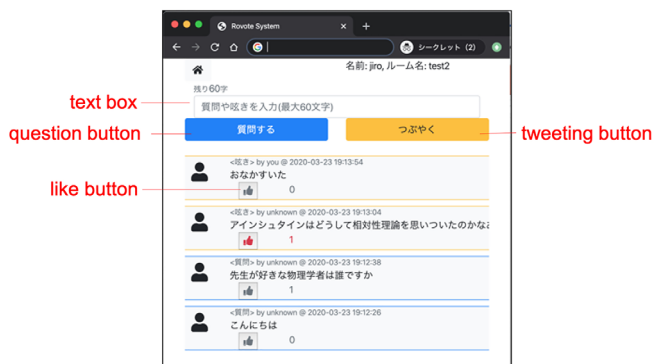 Rovote System
シークレット (2)
名前: jiro, ルーム名: test2
残り60字
text box
質問や呟きを入力(最大60文字)
question button
質問する
つぶやく
tweeting button
<呟き> by you @ 2020-03-23 19:13:54
おなかすいた
like button
0
<呟き> by unknown @ 2020-03-23 19:13:04
アインシュタインはどうして相対性理論を思いついたのかなあ
1
<質問> by unknown @ 2020-03-23 19:12:38
先生が好きな物理学者は誰ですか
1
<質問> by unknown @ 2020-03-23 19:12:26
こんにちは
0